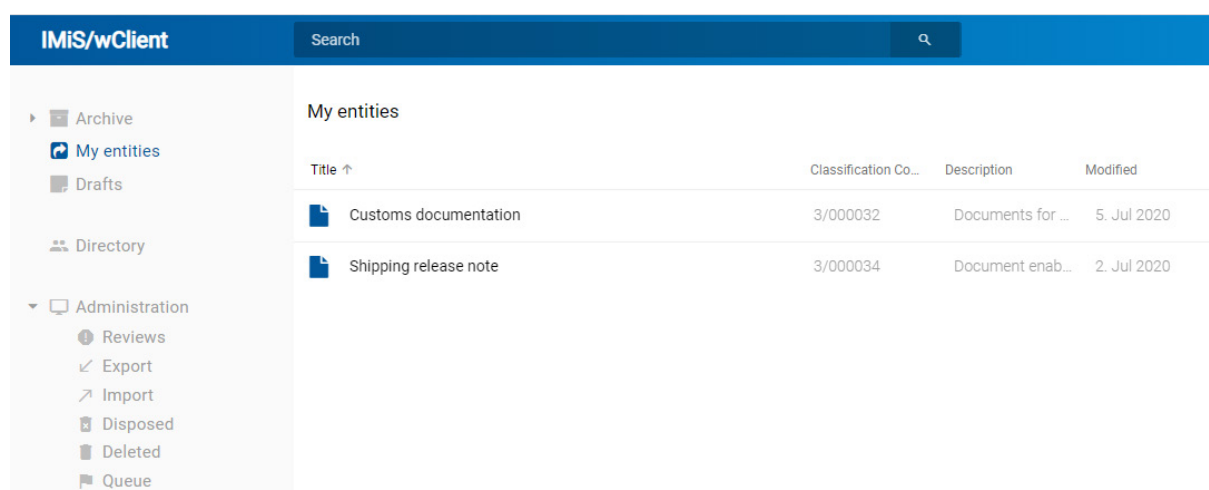 IMiS/wClient
Search
Archive
My entities
Drafts
Directory
Administration
Reviews
Export
Import
Disposed
Deleted
Queue
My entities
Title Classification Co... Description Modified
Customs documentation 3/000032 Documents for ... 5. Jul 2020
Shipping release note 3/000034 Document enab... 2. Jul 2020